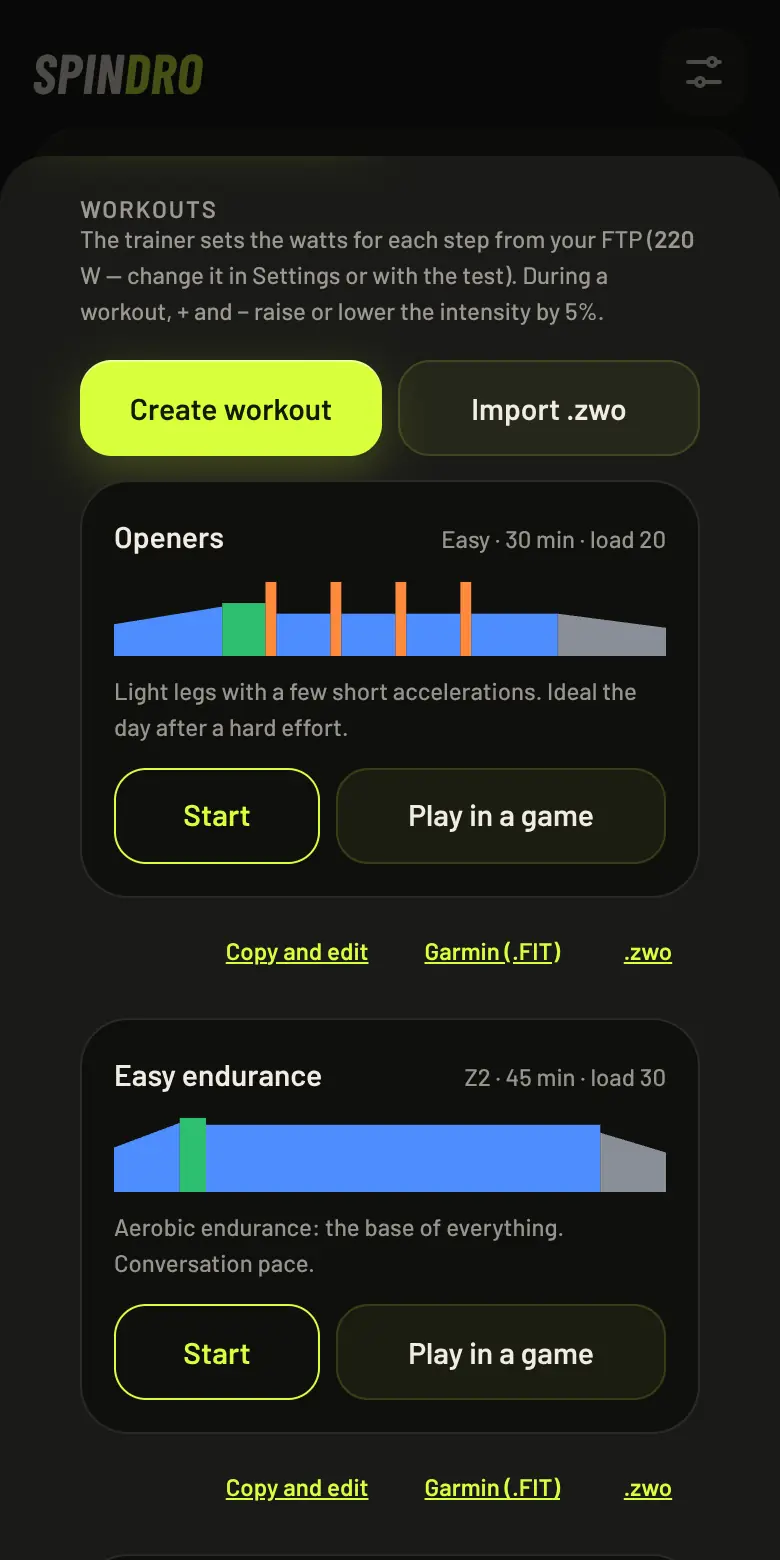 SPINDRO
WORKOUTS
The trainer sets the watts for each step from your FTP (220
W — change it in Settings or with the test). During a
workout, + and − raise or lower the intensity by 5%.
Create workout
Import .zwo
Openers
Easy · 30 min · load 20
Light legs with a few short accelerations. Ideal the
day after a hard effort.
Start
Play in a game
Copy and edit
Garmin (.FIT)
.zwo
Easy endurance
Z2 · 45 min · load 30
Aerobic endurance: the base of everything.
Conversation pace.
Start
Play in a game
Copy and edit
Garmin (.FIT)
.zwo